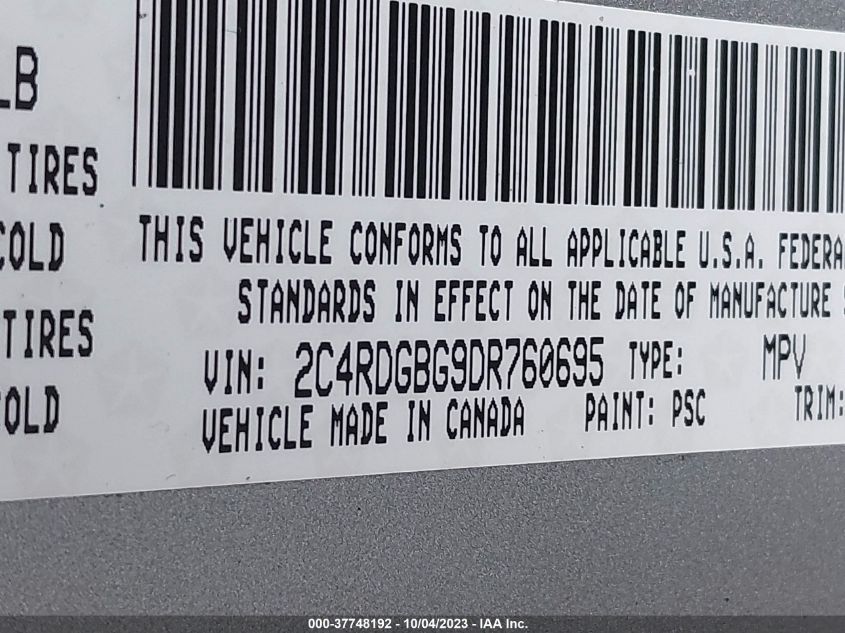 LB
TIRES
COLD
TIRES
COLD
THIS VEHICLE CONFORMS TO ALL APPLICABLE U.S.A. FEDERA
STANDARDS IN EFFECT ON THE DATE OF MANUFACTURE
VIN: 2C4RDGBG9DR760695 TYPE: MPV
VEHICLE MADE IN CANADA PAINT: PSC TRIM:
000-37748192 - 10/04/2023 - IAA Inc.